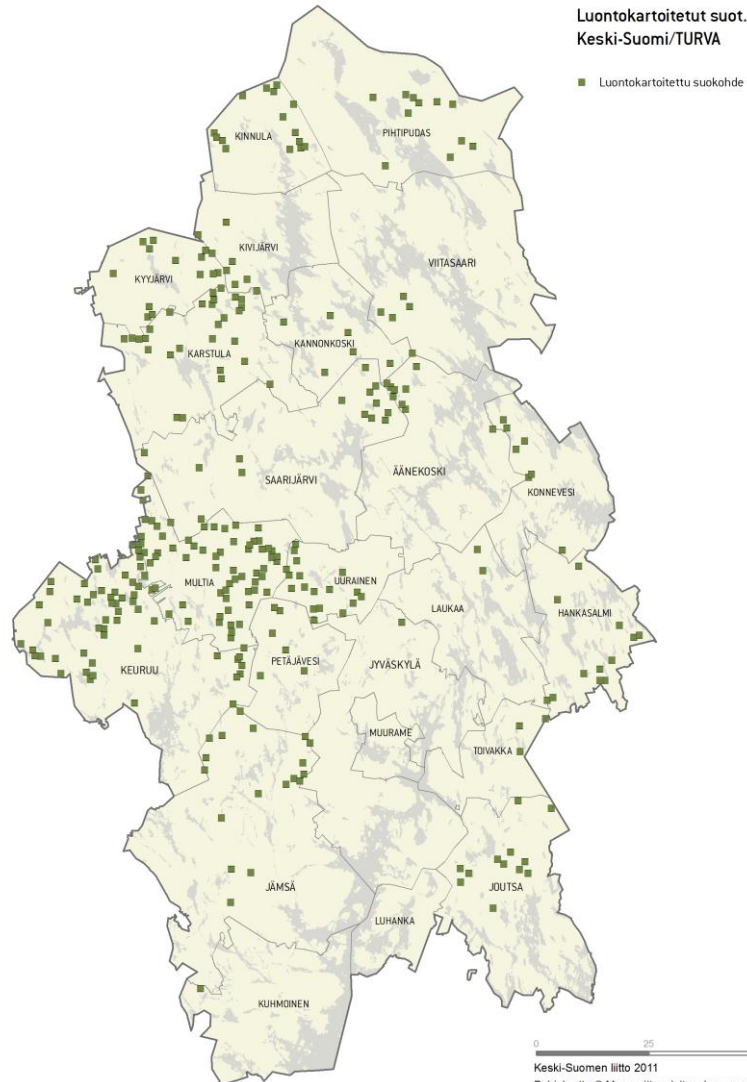 Luontokartoitetut suot.
Keski-Suomi/TURVA
Luontokartoitettu suokohde
KINNULA
PIHTIPUDAS
KIVIJÄRVI
VIITASAARI
KYYJÄRVI
KANNONKOSKI
KARSTULA
ÄÄNEKOSKI
SAARIJÄRVI
KONNEVESI
MULTIA
UURAINEN
LAUKAA
HANKASALMI
KEURUU
PETÄJÄVESI
JYVÄSKYLÄ
MUURAME
TOIVAKKA
JÄMSÄ
JOUTSA
LUHANKA
KUHMOINEN
0 25
Keski-Suomen liitto 2011